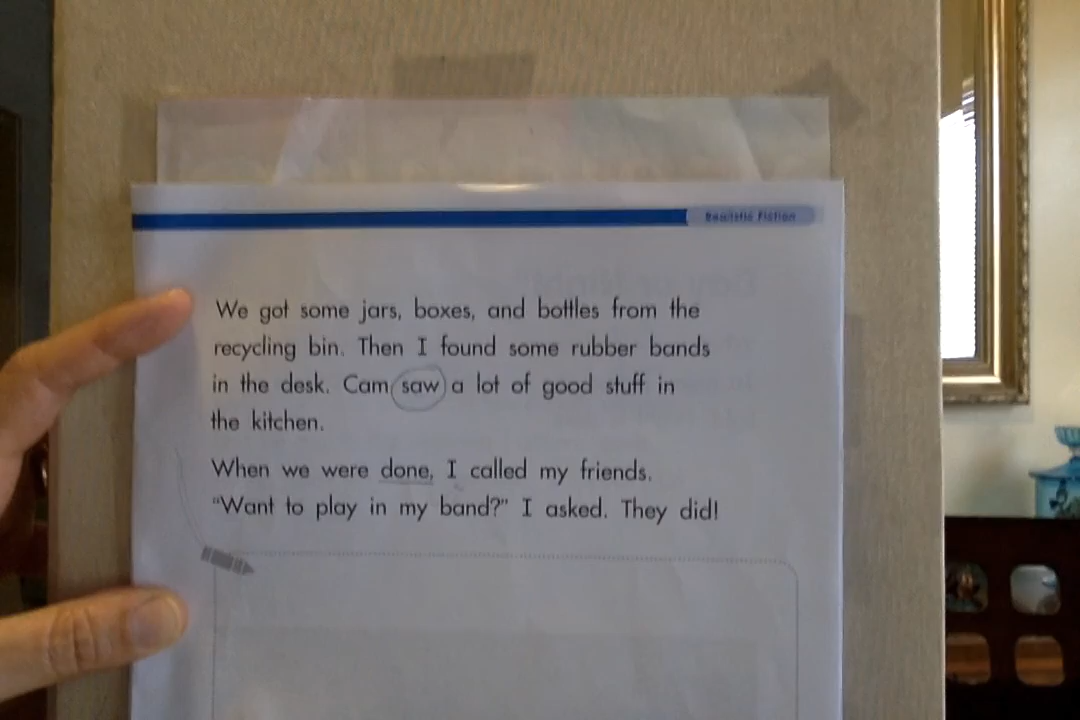 Realistic Fiction
We got some jars, boxes, and bottles from the
recycling bin. Then I found some rubber bands
in the desk. Cam saw a lot of good stuff in
the kitchen.
When we were done, I called my friends.
"Want to play in my band?" I asked. They did!